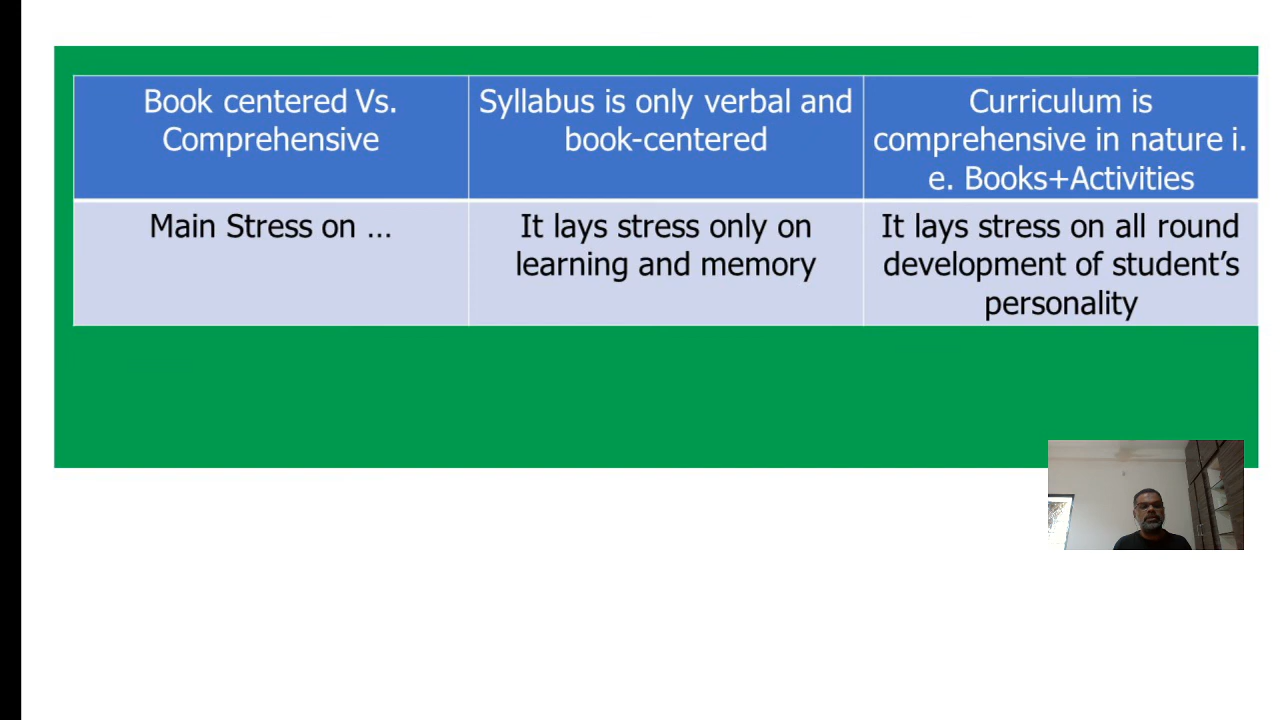 Book centered Vs.
Comprehensive
Syllabus is only verbal and
book-centered
Curriculum is
comprehensive in nature i.
e. Books+Activities
Main Stress on ...
It lays stress only on
learning and memory
It lays stress on all round
development of student’s
personality